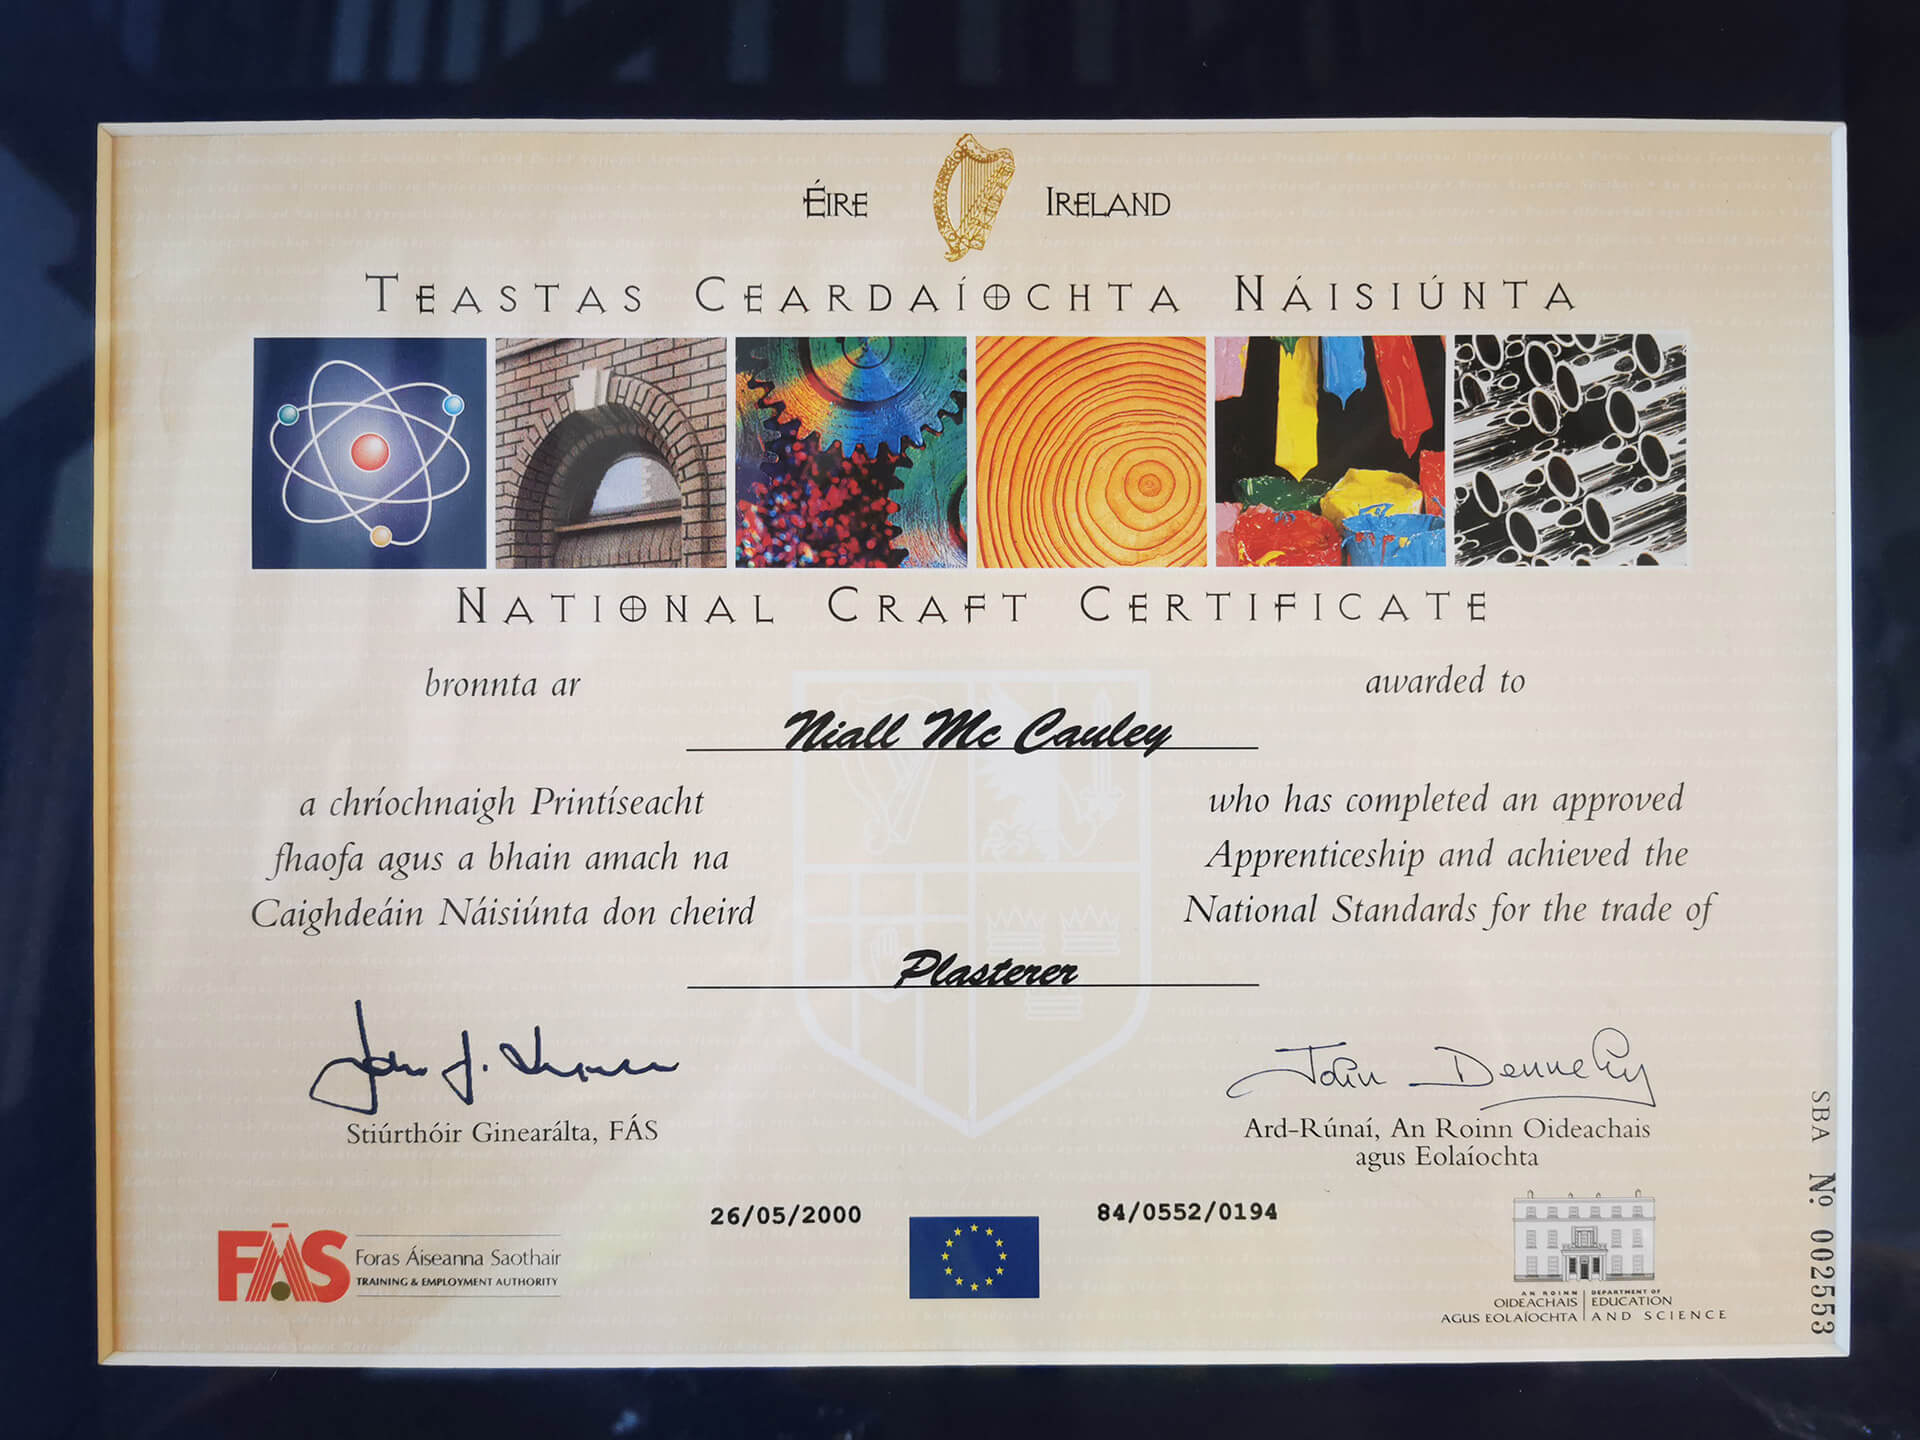 ÉIRE IRELAND
TEASTAS CEARDAÍOCHTA NÁISIÚNTA
NATIONAL CRAFT CERTIFICATE
bronnta ar
awarded to
Niall Mc Cauley
a chríochnaigh Printíseacht
fhaofa agus a bhain amach na
Caighdeáin Náisiúnta don cheird
who has completed an approved
Apprenticeship and achieved the
National Standards for the trade of
Plasterer
John Dennehy
Stiúrthóir Ginearálta, FÁS
Ard-Rúnaí, An Roinn Oideachais
agus Eolaíochta
26/05/2000
84/0552/0194
FÁS
Foras Áiseanna Saothair
TRAINING & EMPLOYMENT AUTHORITY
AN ROINN
OIDEACHAIS
AGUS EOLAÍOCHTA
DEPARTMENT OF
EDUCATION
AND SCIENCE
SBA Nº 002553